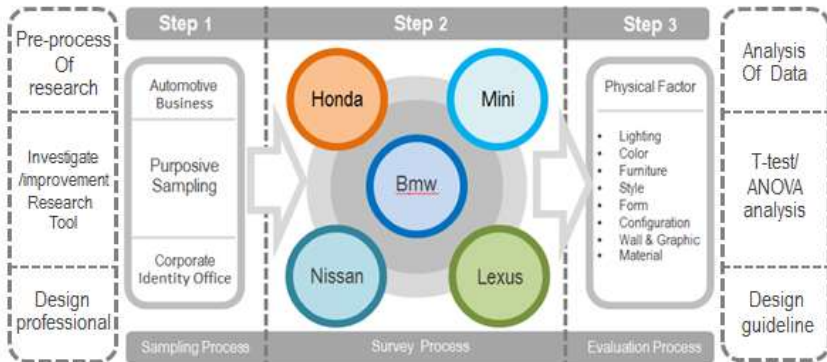 Pre-process
Of
research
Investigate
/improvement
Research
Tool
Design
professional
Step 1
Automotive
Business
Purposive
Sampling
Corporate
Identity Office
Sampling Process
Step 2
Honda
Mini
Bmw
Nissan
Lexus
Survey Process
Step 3
Physical Factor
• Lighting
• Color
• Furniture
• Style
• Form
• Configuration
• Wall & Graphic
• Material
Evaluation Process
Analysis
Of Data
T-test/
ANOVA
analysis
Design
guideline